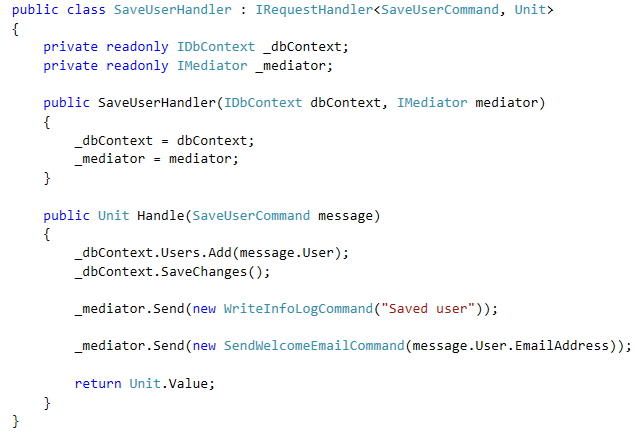 public class SaveUserHandler : IRequestHandler<SaveUserCommand, Unit>
{
    private readonly IDbContext _dbContext;
    private readonly IMediator _mediator;

    public SaveUserHandler(IDbContext dbContext, IMediator mediator)
    {
        _dbContext = dbContext;
        _mediator = mediator;
    }

    public Unit Handle(SaveUserCommand message)
    {
        _dbContext.Users.Add(message.User);
        _dbContext.SaveChanges();

        _mediator.Send(new WriteInfoLogCommand("Saved user"));

        _mediator.Send(new SendWelcomeEmailCommand(message.User.EmailAddress));

        return Unit.Value;
    }
}